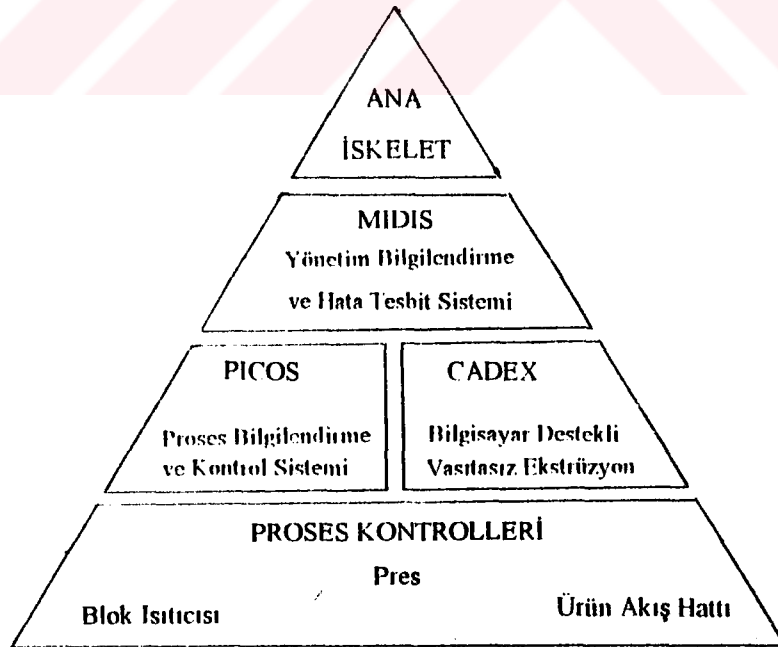 ANA
İSKELET
MIDIS
Yönetim Bilgilendirme
ve Hata Tesbit Sistemi
PICOS
Proses Bilgilendirme
ve Kontrol Sistemi
CADEX
Bilgisayar Destekli
Vasıtasız Ekstrüzyon
PROSES KONTROLLERİ
Pres
Blok Isıtıcısı
Ürün Akış Hattı